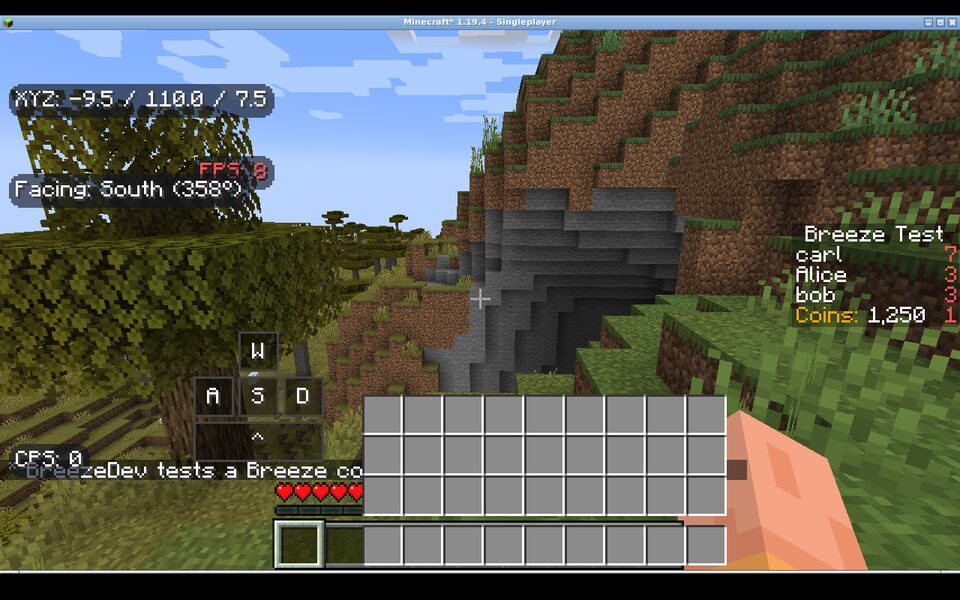 Minecraft* 1.19.4 - Singleplayer
XYZ: -9.5 / 110.0 / 7.5
FPS: 8
Facing: South (358°)
Breeze Test
carl 7
Alice 3
bob 3
Coins: 1,250 1
W
A S D
^
CPS: 0
BreezeDev tests a Breeze co